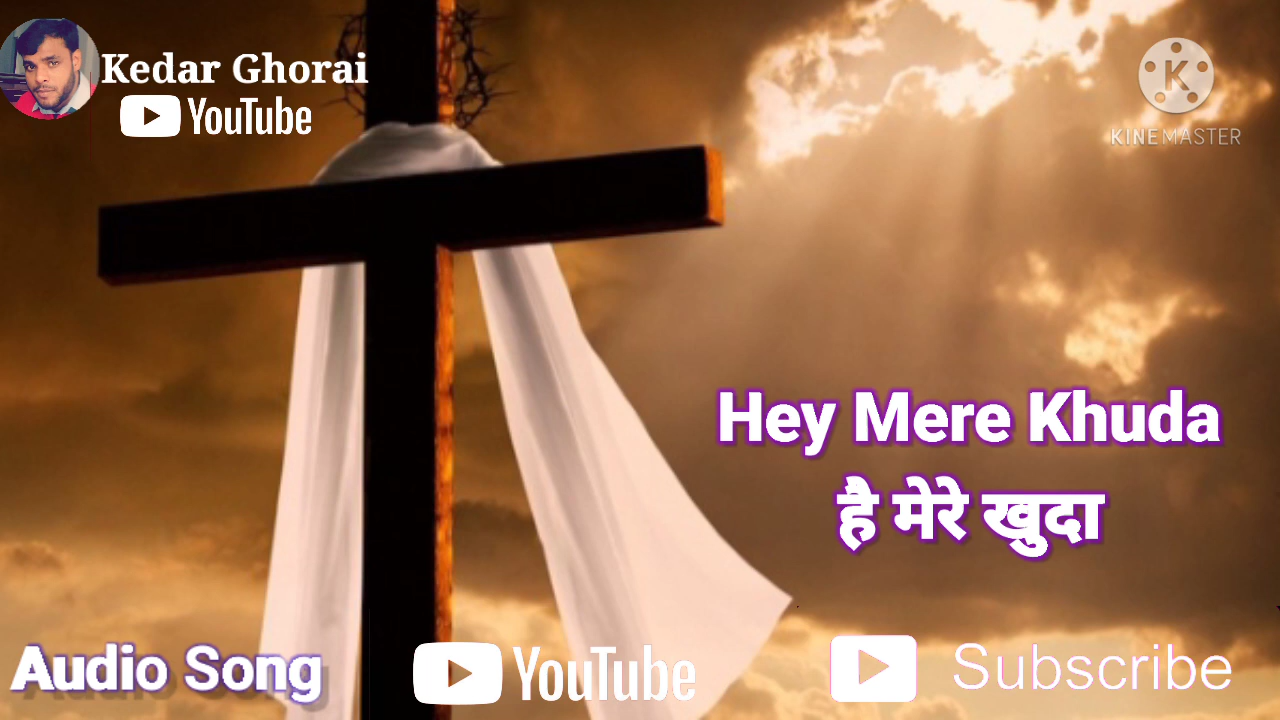 Kedar Ghorai
YouTube
KINEMASTER
Hey Mere Khuda
है मेरे खुदा
Audio Song
YouTube
Subscribe